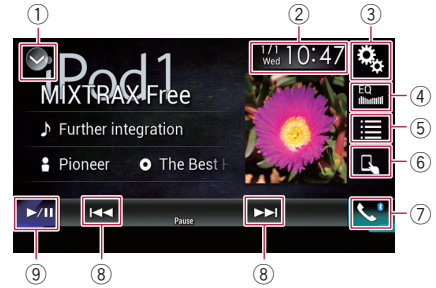 ① ② ③
iPod1
1/1
Wed 10:47
MIXTRAX Free
EQ
④
Further integration
⑤
Pioneer The Best H
⑥
Pause
⑦
⑨ ⑧ ⑧